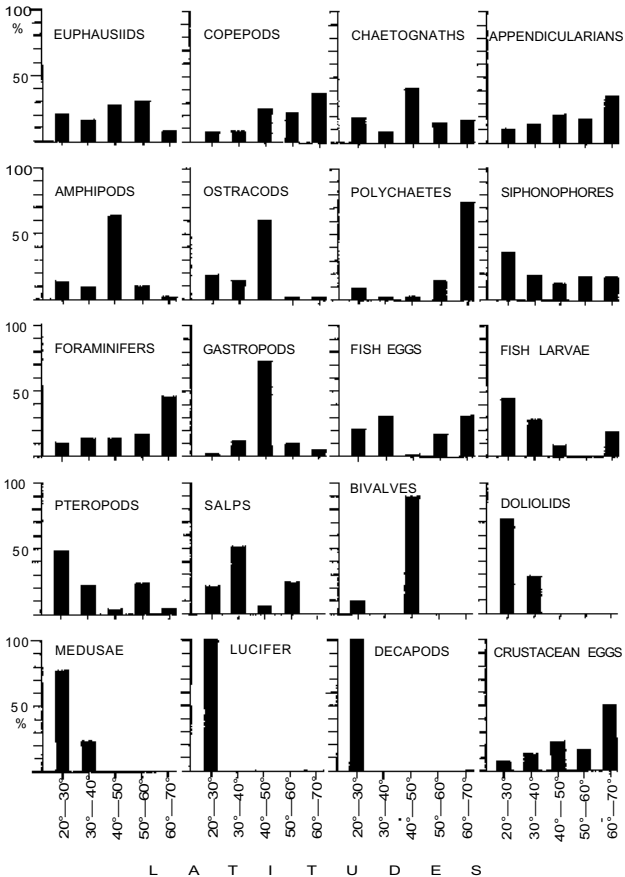 100
%
50
EUPHAUSIIDS COPEPODS CHAETOGNATHS APPENDICULARIANS
100
50
AMPHIPODS OSTRACODS POLYCHAETES SIPHONOPHORES
100
50
FORAMINIFERS GASTROPODS FISH EGGS FISH LARVAE
100
50
PTEROPODS SALPS BIVALVES DOLIOLIDS
100
50
%
MEDUSAE LUCIFER DECAPODS CRUSTACEAN EGGS
20°—30° 30°—40° 40°—50° 50°—60° 60°—70° 20°—30° 30°—40° 40°—50° 50°—60° 60°—70° 20°—30° 30°—40° 40°—50° 50°—60° 60°—70° 20°—30° 30°—40° 40°—50° 50°—60° 60°—70°
L A T I T U D E S